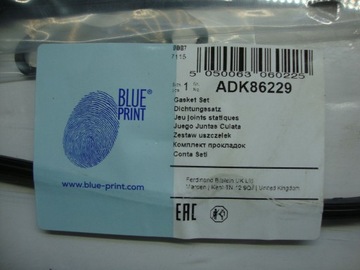 5 050063 060225
1
ADK86229
BLUE
PRINT
Gasket Set
Dichtungssatz
Jeu joints statiques
Juego Juntas Culata
Zestaw uszczelek
Комплект прокладок
Conta Seti
www.blue-print.com
Ferdinand Bilstein UK Ltd
United Kingdom
EAC